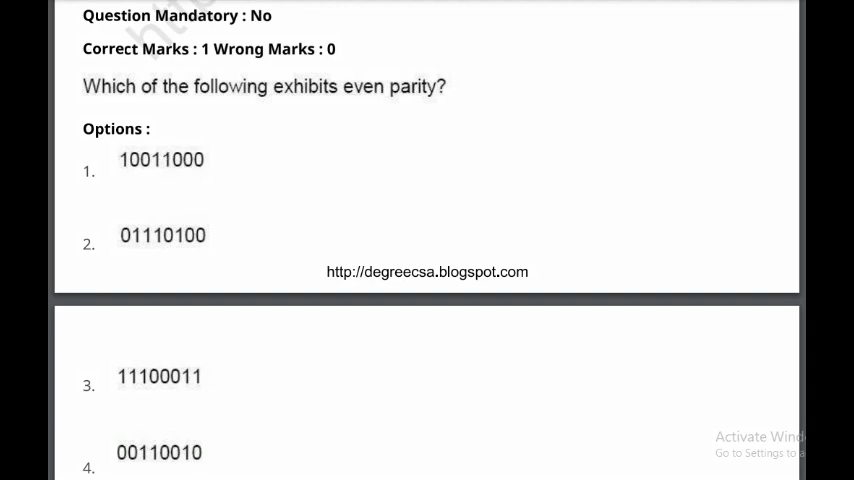 Question Mandatory : No
Correct Marks : 1 Wrong Marks : 0
Which of the following exhibits even parity?
Options :
1. 10011000
2. 01110100
http://degreecsa.blogspot.com
3. 11100011
4. 00110010
Activate Wind
Go to Settings to a